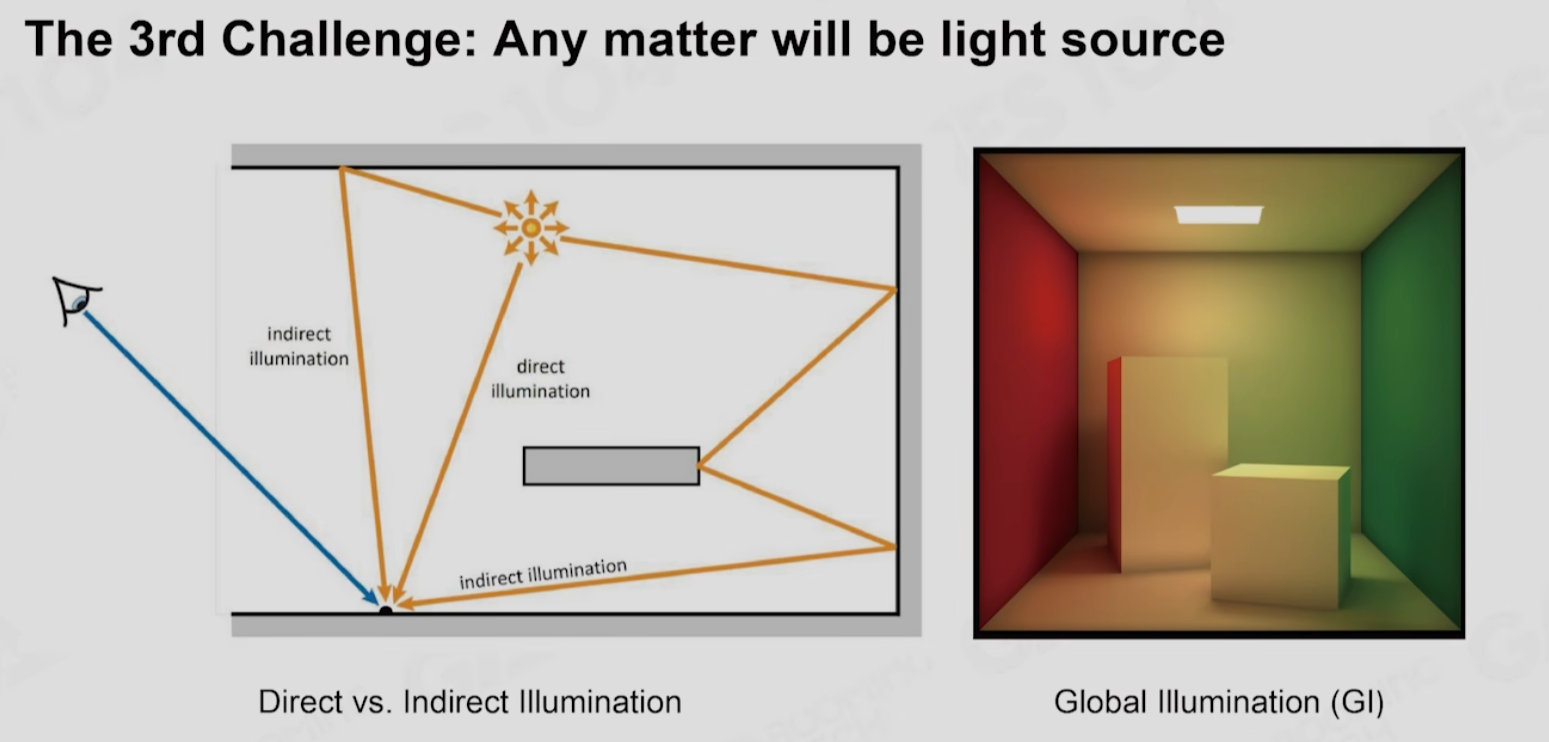 The 3rd Challenge: Any matter will be light source
indirect
illumination
direct
illumination
indirect illumination
Direct vs. Indirect Illumination
Global Illumination (GI)